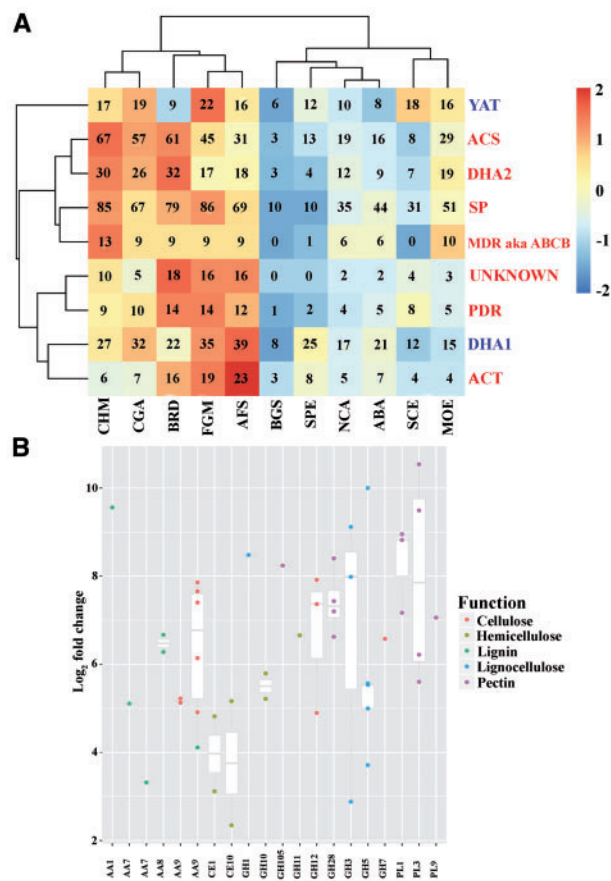 A
17 19 9 22 16 6 12 10 8 18 16 YAT
67 57 61 45 31 3 13 19 16 8 29 ACS
30 26 32 17 18 3 4 12 9 7 19 DHA2
85 67 79 86 69 10 10 35 44 31 51 SP
13 9 9 9 9 0 1 6 6 0 10 MDR aka ABCB
10 5 18 16 16 0 0 2 2 4 3 UNKNOWN
9 10 14 14 12 1 2 4 5 8 5 PDR
27 32 22 35 39 8 25 17 21 12 15 DHA1
6 7 16 19 23 3 8 5 7 4 4 ACT
CHM CGA BRD FGM AFS BGS SPE NCA ABA SCE MOE
2
1
0
-1
-2
B
Log2 fold change
10
8
6
4
2
AA1 AA7 AA7 AA8 AA9 AA9 CE1 CE10 GH1 GH10 GH105 GH11 GH12 GH28 GH3 GH5 GH7 PL1 PL3 PL9
Function
Cellulose
Hemicellulose
Lignin
Lignocellulose
Pectin